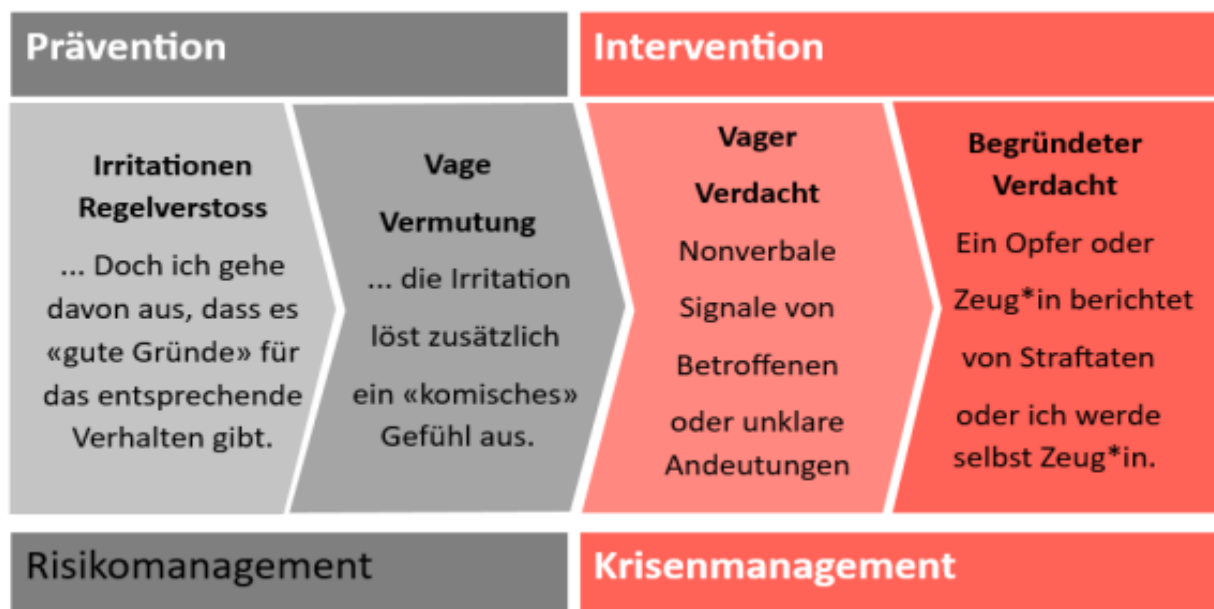 Prävention
Intervention
Irritationen
Regelverstoss
... Doch ich gehe
davon aus, dass es
«gute Gründe» für
das entsprechende
Verhalten gibt.
Vage
Vermutung
... die Irritation
löst zusätzlich
ein «komisches»
Gefühl aus.
Vager
Verdacht
Nonverbale
Signale von
Betroffenen
oder unklare
Andeutungen
Begründeter
Verdacht
Ein Opfer oder
Zeug*in berichtet
von Straftaten
oder ich werde
selbst Zeug*in.
Risikomanagement
Krisenmanagement